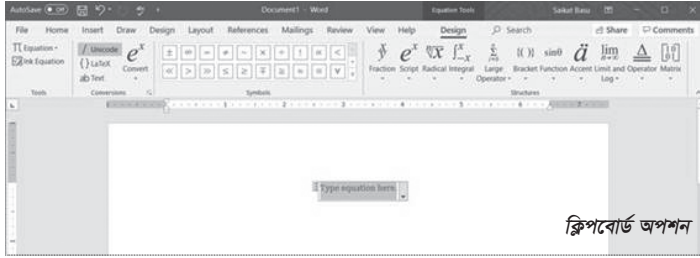 AutoSave Off Document1 - Word Equation Tools Saikat Basu
File Home Insert Draw Design Layout References Mailings Review View Help Design Search Share Comments
Equation Unicode
Ink Equation {} LaTeX Convert Fraction Script Radical Integral Large Operator Bracket Function Accent Limit and Log Operator Matrix
ab Text
Tools Conversions Symbols Structures
Type equation here.
ক্লিপবোর্ড অপশন